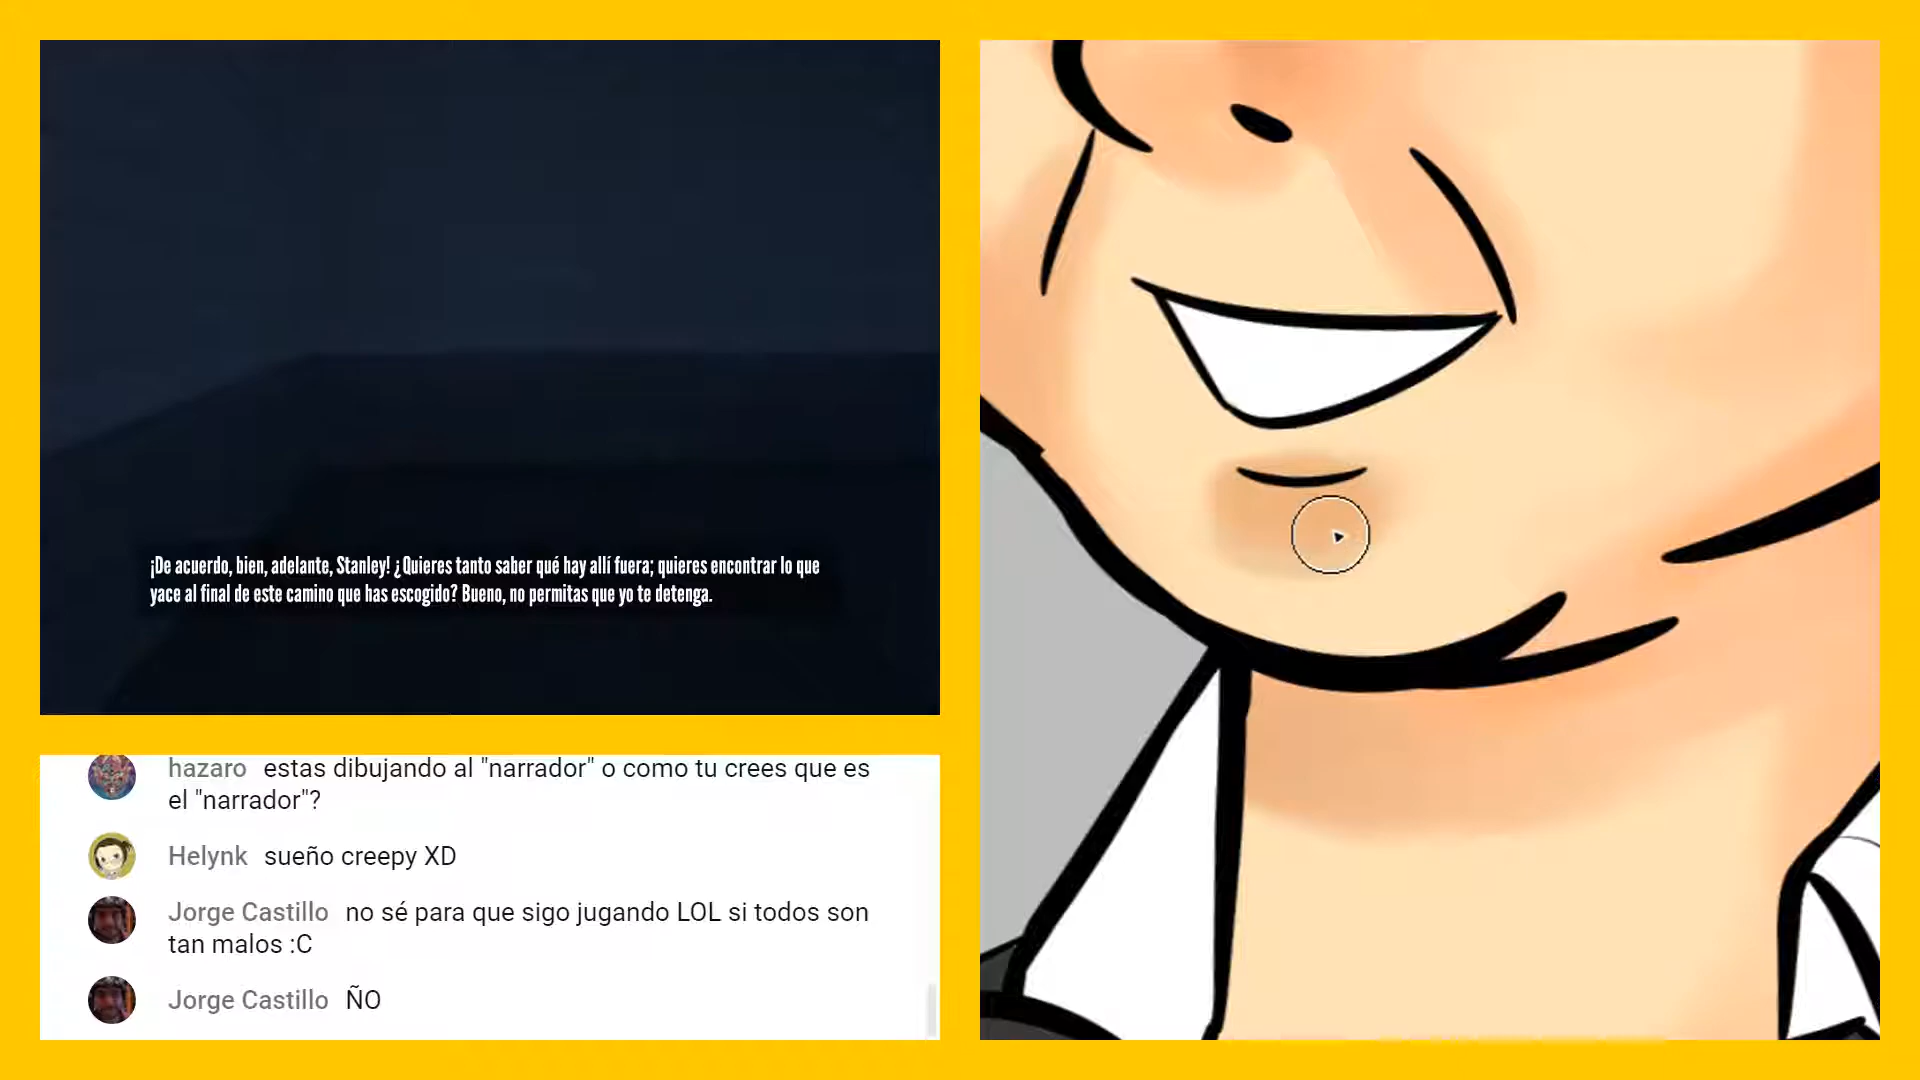 ¡De acuerdo, bien, adelante, Stanley! ¿Quieres tanto saber qué hay allí fuera; quieres encontrar lo que
yace al final de este camino que has escogido? Bueno, no permitas que yo te detenga.
hazaro estas dibujando al "narrador" o como tu crees que es
el "narrador"?
Helynk sueño creepy XD
Jorge Castillo no sé para que sigo jugando LOL si todos son
tan malos :C
Jorge Castillo ÑO